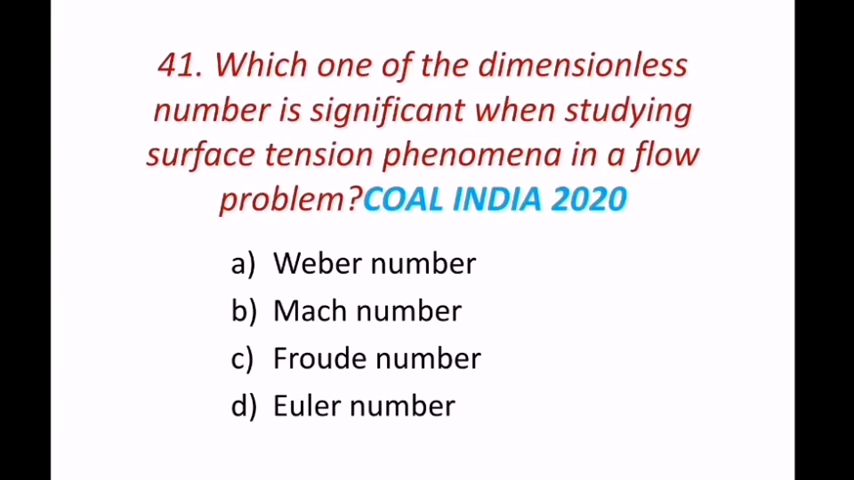 41. Which one of the dimensionless
number is significant when studying
surface tension phenomena in a flow
problem?COAL INDIA 2020
a) Weber number
b) Mach number
c) Froude number
d) Euler number